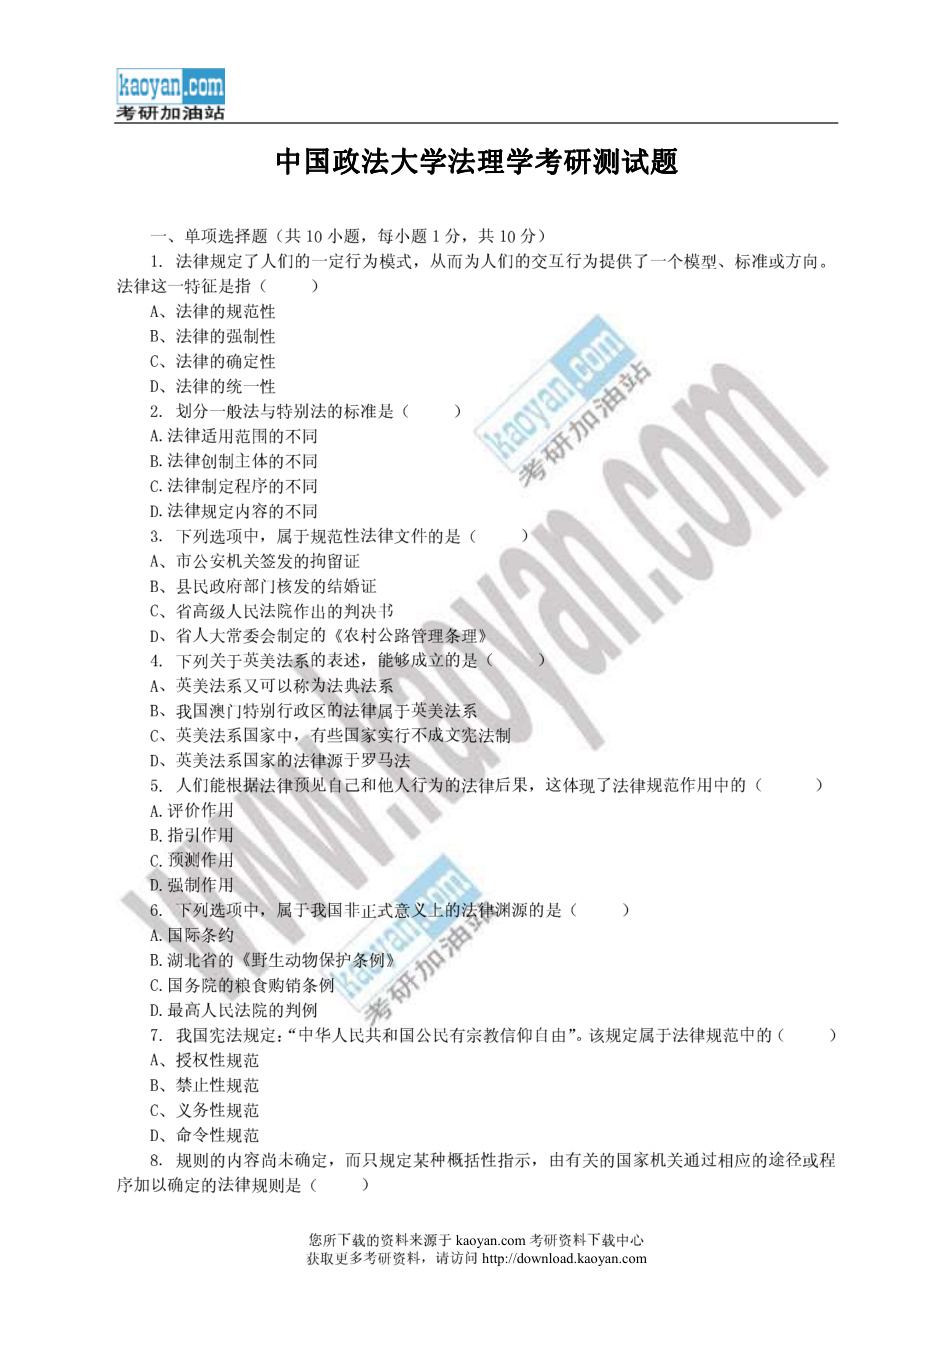 kaoyan.com
考研加油站
中国政法大学法理学考研测试题
一、单项选择题（共 10 小题，每小题 1 分，共 10 分）
1. 法律规定了人们的一定行为模式，从而为人们的交互行为提供了一个模型、标准或方向。
法律这一特征是指（　　）
A、法律的规范性
B、法律的强制性
C、法律的确定性
D、法律的统一性
2. 划分一般法与特别法的标准是（　　）
A.法律适用范围的不同
B.法律创制主体的不同
C.法律制定程序的不同
D.法律规定内容的不同
3. 下列选项中，属于规范性法律文件的是（　　）
A、市公安机关签发的拘留证
B、县民政府部门核发的结婚证
C、省高级人民法院作出的判决书
D、省人大常委会制定的《农村公路管理条理》
4. 下列关于英美法系的表述，能够成立的是（　　）
A、英美法系又可以称为法典法系
B、我国澳门特别行政区的法律属于英美法系
C、英美法系国家中，有些国家实行不成文宪法制
D、英美法系国家的法律源于罗马法
5. 人们能根据法律预见自己和他人行为的法律后果，这体现了法律规范作用中的（　　）
A.评价作用
B.指引作用
C.预测作用
D.强制作用
6. 下列选项中，属于我国非正式意义上的法律渊源的是（　　）
A.国际条约
B.湖北省的《野生动物保护条例》
C.国务院的粮食购销条例
D.最高人民法院的判例
7. 我国宪法规定：“中华人民共和国公民有宗教信仰自由”。该规定属于法律规范中的（　　）
A、授权性规范
B、禁止性规范
C、义务性规范
D、命令性规范
8. 规则的内容尚未确定，而只规定某种概括性指示，由有关的国家机关通过相应的途径或程
序加以确定的法律规则是（　　）
您所下载的资料来源于 kaoyan.com 考研资料下载中心
获取更多考研资料，请访问 http://download.kaoyan.com
www.kaoyan.com
kaoyan.com
考研加油站
kaoyan.com
考研加油站